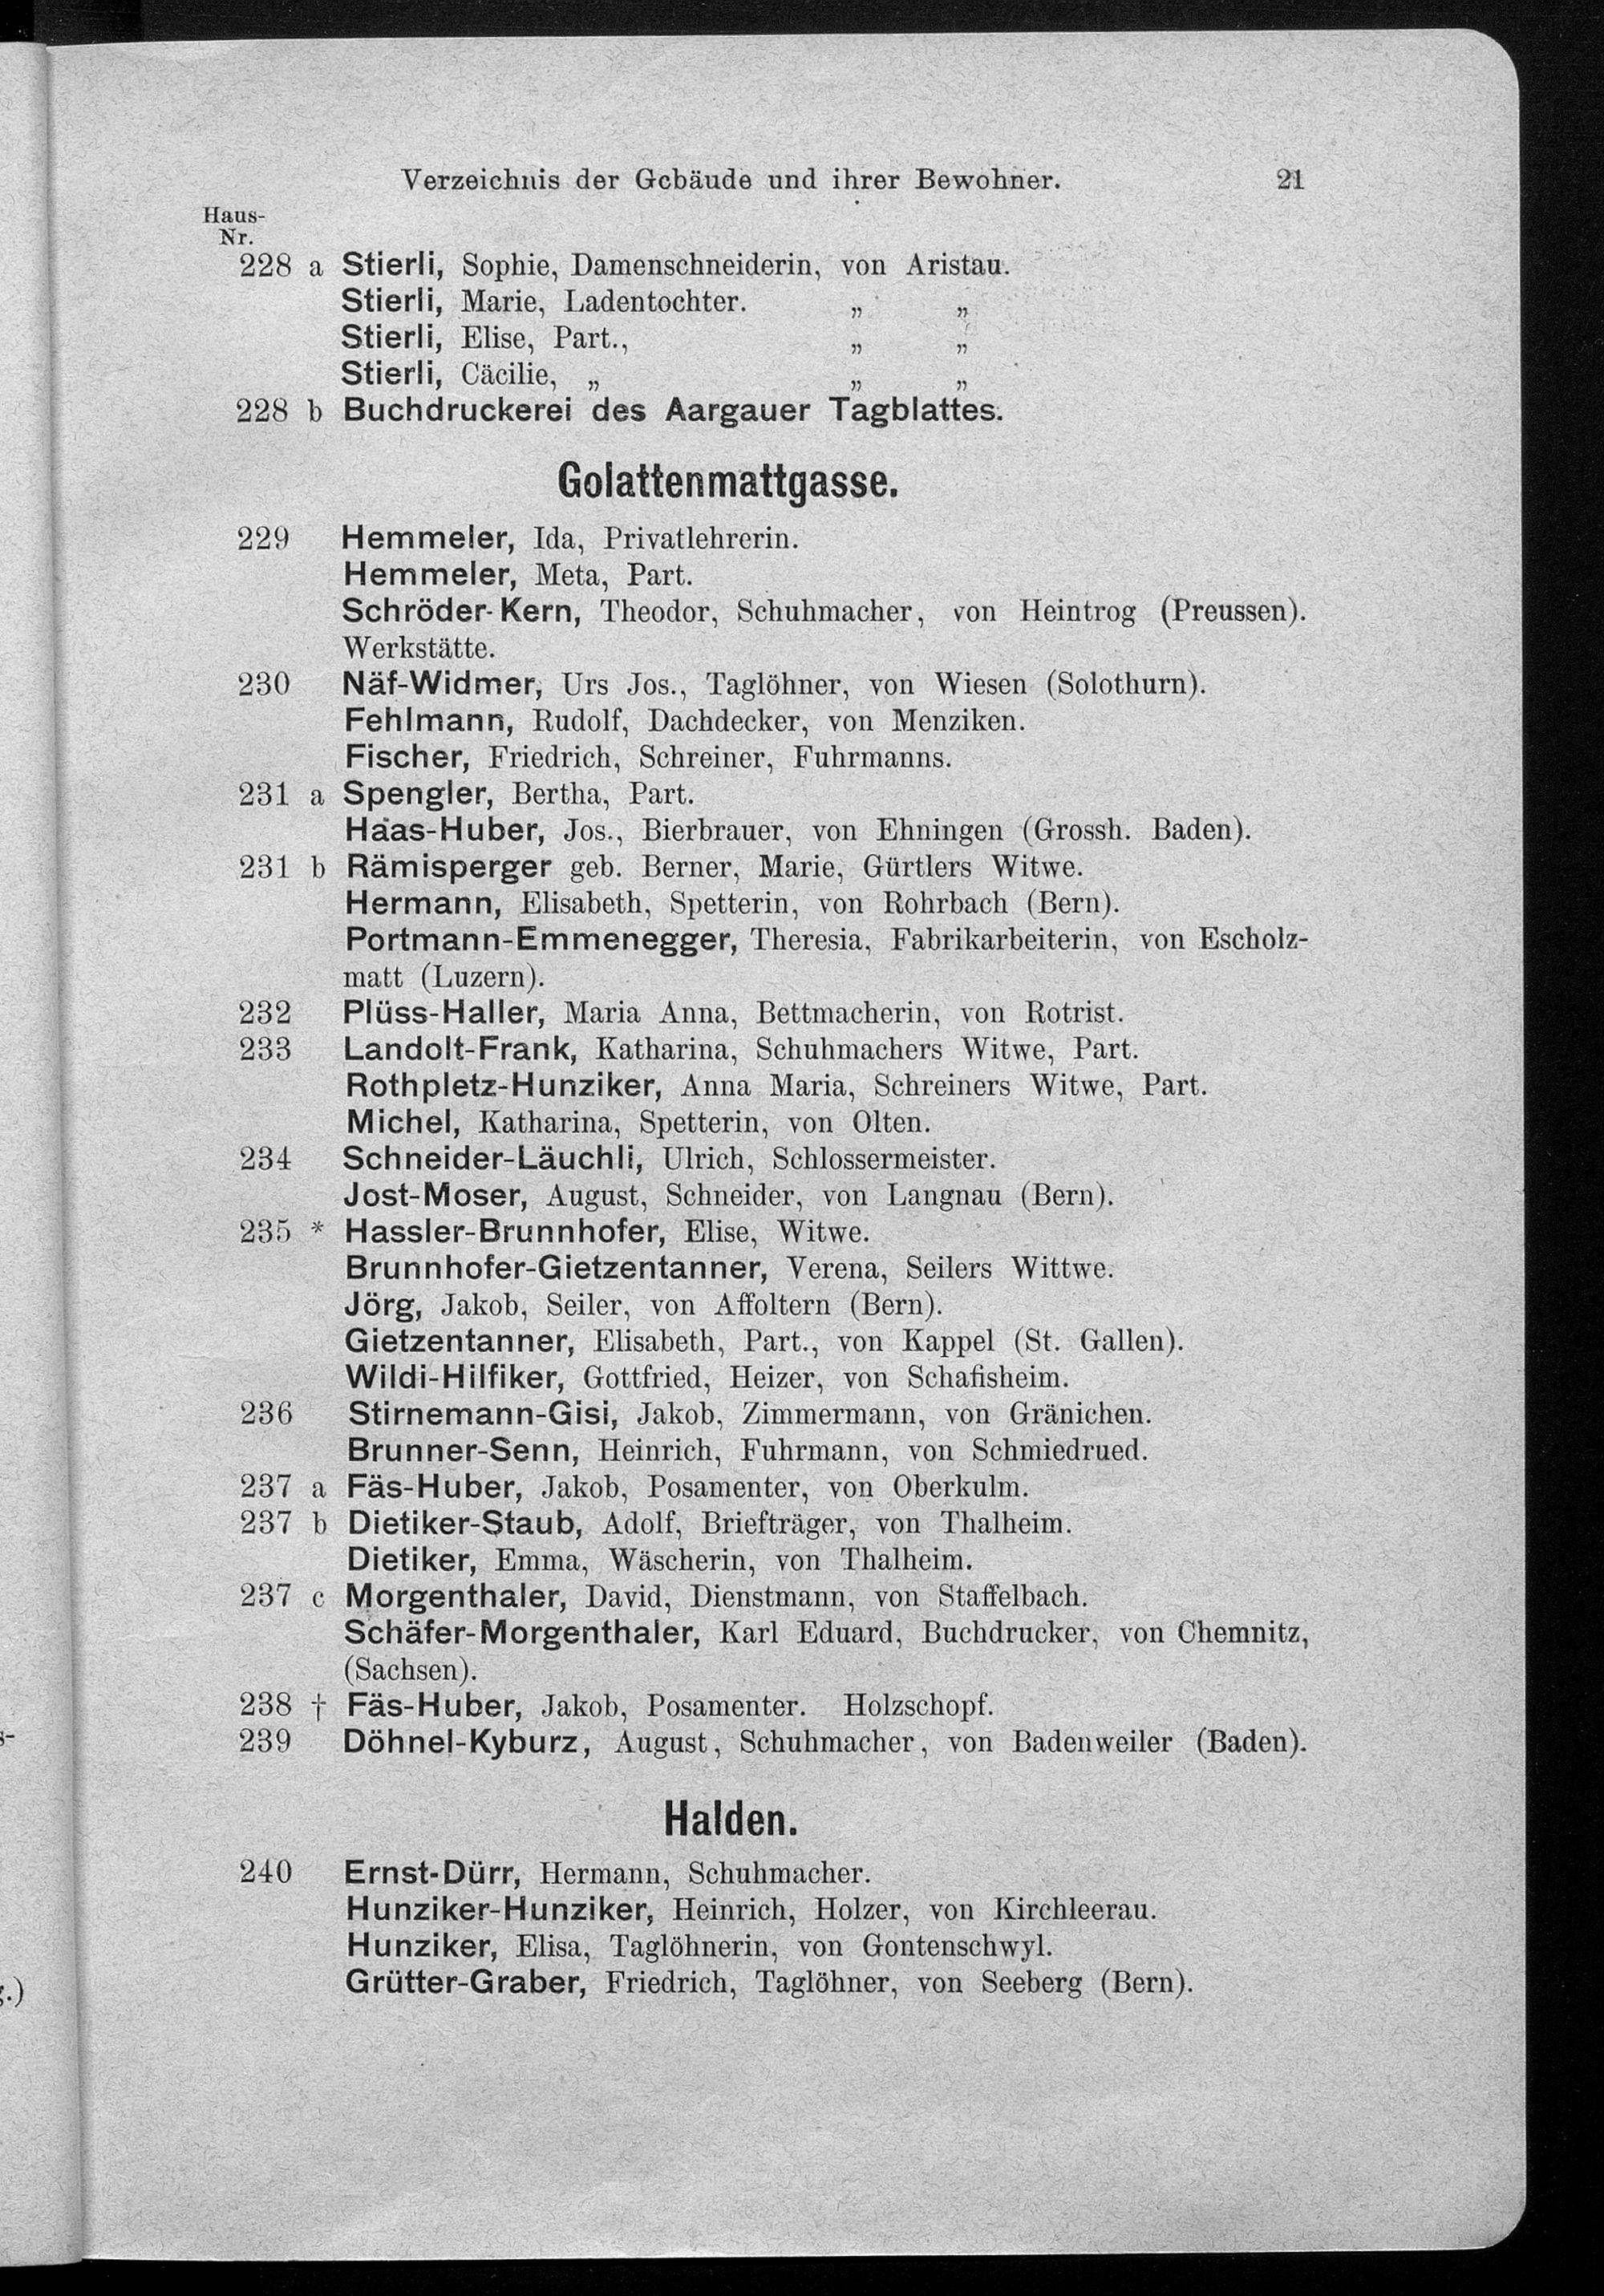 Verzeichnis der Gebäude und ihrer Bewohner. 21
Haus-
Nr.
228 a Stierli, Sophie, Damenschneiderin, von Aristau.
Stierli, Marie, Ladentochter. „ „
Stierli, Elise, Part., „ „
Stierli, Cäcilie, „ „ „
228 b Buchdruckerei des Aargauer Tagblattes.
Golattenmattgasse.
229 Hemmeler, Ida, Privatlehrerin.
Hemmeler, Meta, Part.
Schröder-Kern, Theodor, Schuhmacher, von Heintrog (Preussen).
Werkstätte.
230 Näf-Widmer, Urs Jos., Taglöhner, von Wiesen (Solothurn).
Fehlmann, Rudolf, Dachdecker, von Menziken.
Fischer, Friedrich, Schreiner, Fuhrmanns.
231 a Spengler, Bertha, Part.
Haas-Huber, Jos., Bierbrauer, von Ehningen (Grossh. Baden).
231 b Rämisperger geb. Berner, Marie, Gürtlers Witwe.
Hermann, Elisabeth, Spetterin, von Rohrbach (Bern).
Portmann-Emmenegger, Theresia, Fabrikarbeiterin, von Escholz-
matt (Luzern).
232 Plüss-Haller, Maria Anna, Bettmacherin, von Rotrist.
233 Landolt-Frank, Katharina, Schuhmachers Witwe, Part.
Rothpletz-Hunziker, Anna Maria, Schreiners Witwe, Part.
Michel, Katharina, Spetterin, von Olten.
234 Schneider-Läuchli, Ulrich, Schlossermeister.
Jost-Moser, August, Schneider, von Langnau (Bern).
235 * Hassler-Brunnhofer, Elise, Witwe.
Brunnhofer-Gietzentanner, Verena, Seilers Wittwe.
Jörg, Jakob, Seiler, von Affoltern (Bern).
Gietzentanner, Elisabeth, Part., von Kappel (St. Gallen).
Wildi-Hilfiker, Gottfried, Heizer, von Schafisheim.
236 Stirnemann-Gisi, Jakob, Zimmermann, von Gränichen.
Brunner-Senn, Heinrich, Fuhrmann, von Schmiedrued.
237 a Fäs-Huber, Jakob, Posamenter, von Oberkulm.
237 b Dietiker-Staub, Adolf, Briefträger, von Thalheim.
Dietiker, Emma, Wäscherin, von Thalheim.
237 c Morgenthaler, David, Dienstmann, von Staffelbach.
Schäfer-Morgenthaler, Karl Eduard, Buchdrucker, von Chemnitz,
(Sachsen).
238 † Fäs-Huber, Jakob, Posamenter. Holzschopf.
239 Döhnel-Kyburz, August, Schuhmacher, von Badenweiler (Baden).
Halden.
240 Ernst-Dürr, Hermann, Schuhmacher.
Hunziker-Hunziker, Heinrich, Holzer, von Kirchleerau.
Hunziker, Elisa, Taglöhnerin, von Gontenschwyl.
Grütter-Graber, Friedrich, Taglöhner, von Seeberg (Bern).